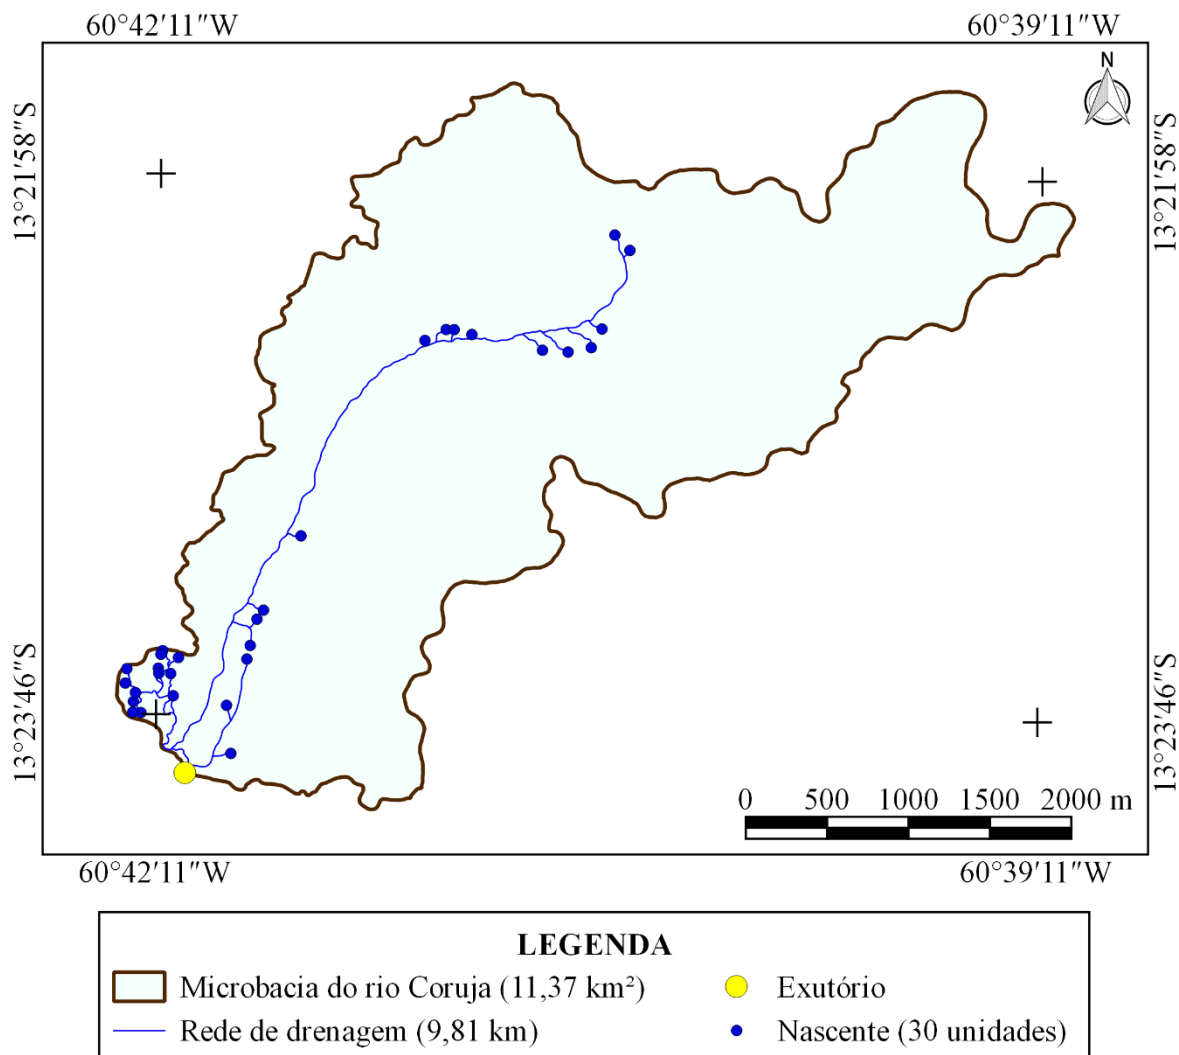 60°42'11"W 60°39'11"W
N
13°21'58"S 13°21'58"S
13°23'46"S 13°23'46"S
0 500 1000 1500 2000 m
60°42'11"W 60°39'11"W
LEGENDA
Microbacia do rio Coruja (11,37 km²) Exutório
Rede de drenagem (9,81 km) Nascente (30 unidades)